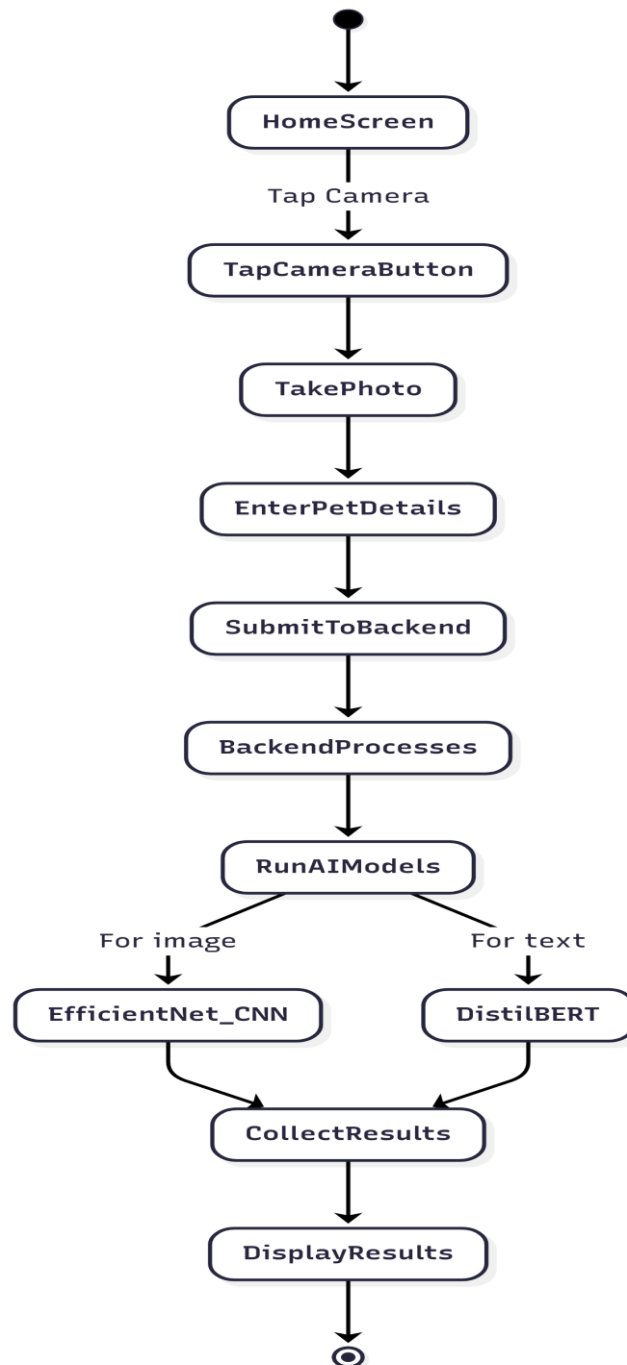 HomeScreen
Tap Camera
TapCameraButton
TakePhoto
EnterPetDetails
SubmitToBackend
BackendProcesses
RunAIModels
For image
For text
EfficientNet_CNN
DistilBERT
CollectResults
DisplayResults